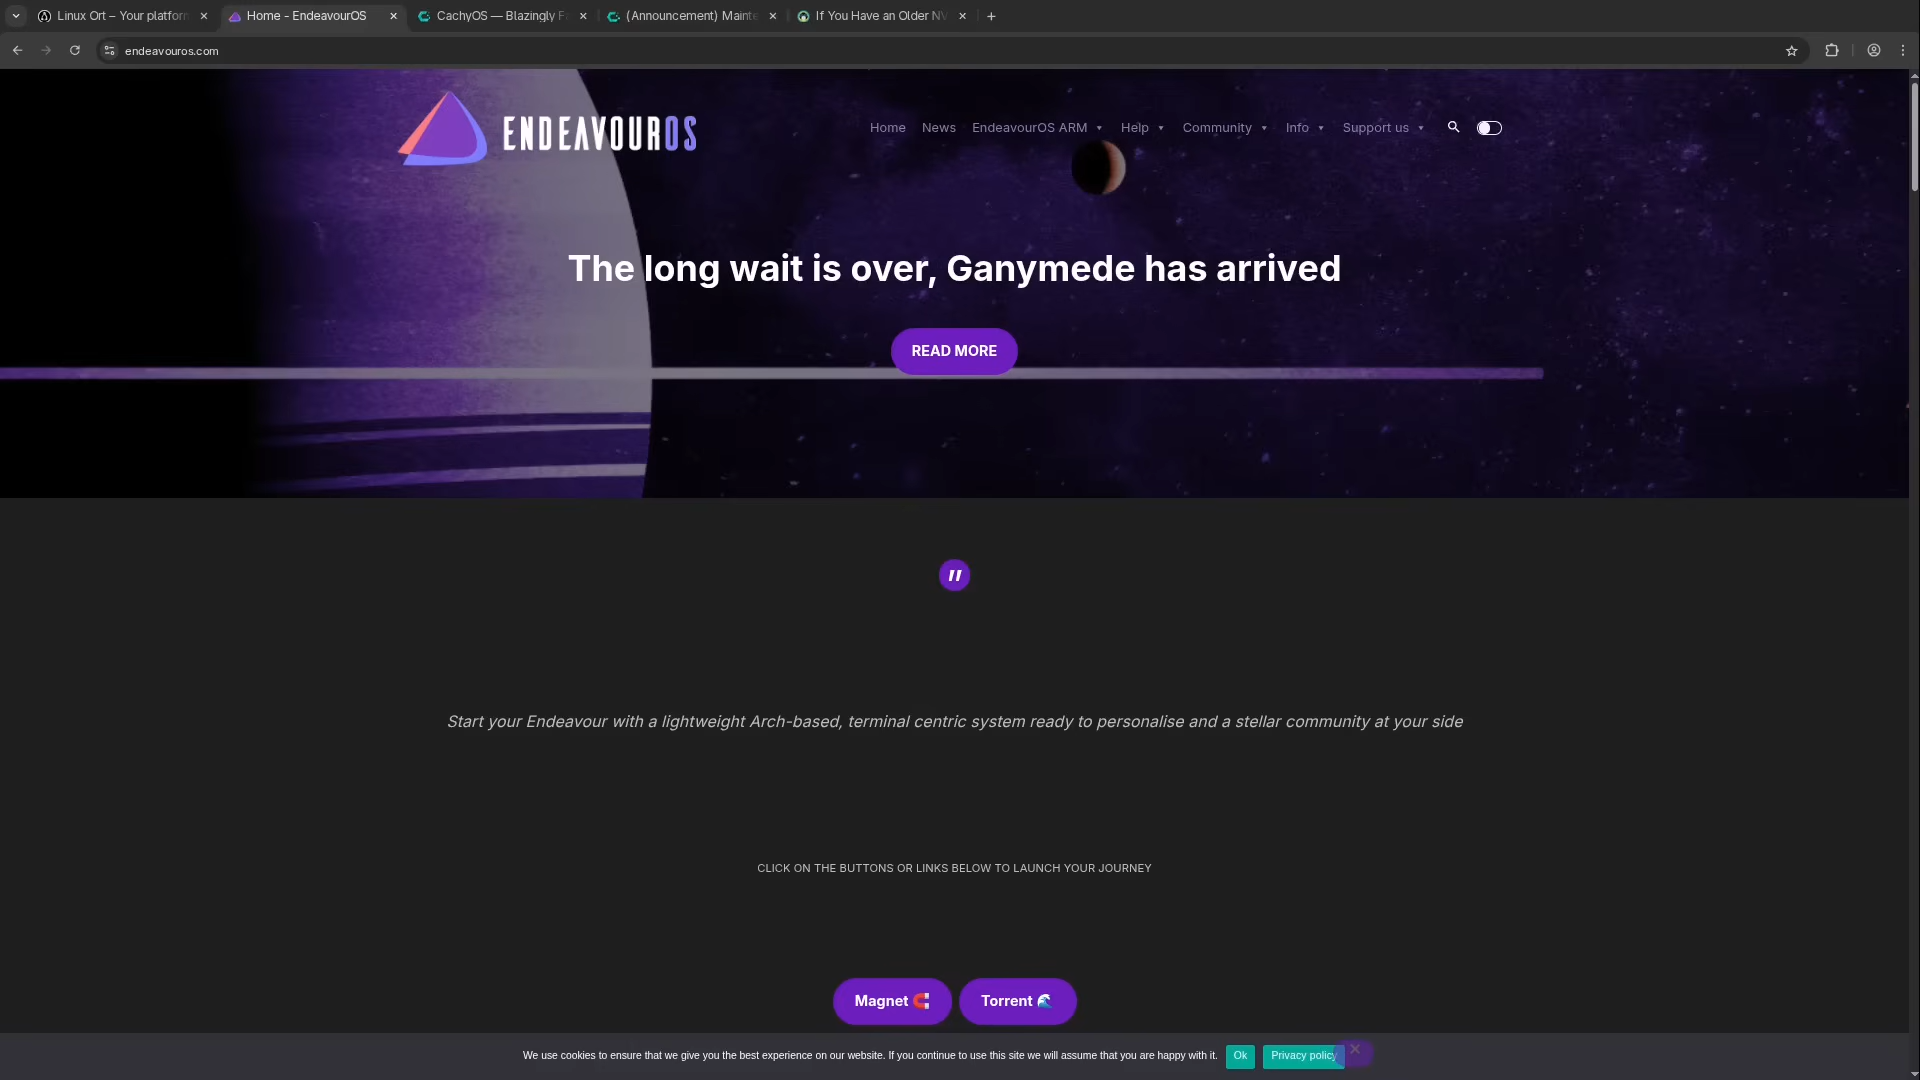 Linux Ort – Your platform
Home - EndeavourOS
CachyOS — Blazingly F
(Announcement) Mainte
If You Have an Older NV
endeavouros.com
ENDEAVOUROS
Home News EndeavourOS ARM Help Community Info Support us
The long wait is over, Ganymede has arrived
READ MORE
"
Start your Endeavour with a lightweight Arch-based, terminal centric system ready to personalise and a stellar community at your side
CLICK ON THE BUTTONS OR LINKS BELOW TO LAUNCH YOUR JOURNEY
Magnet 🧲 Torrent 🌊
We use cookies to ensure that we give you the best experience on our website. If you continue to use this site we will assume that you are happy with it. Ok Privacy policy